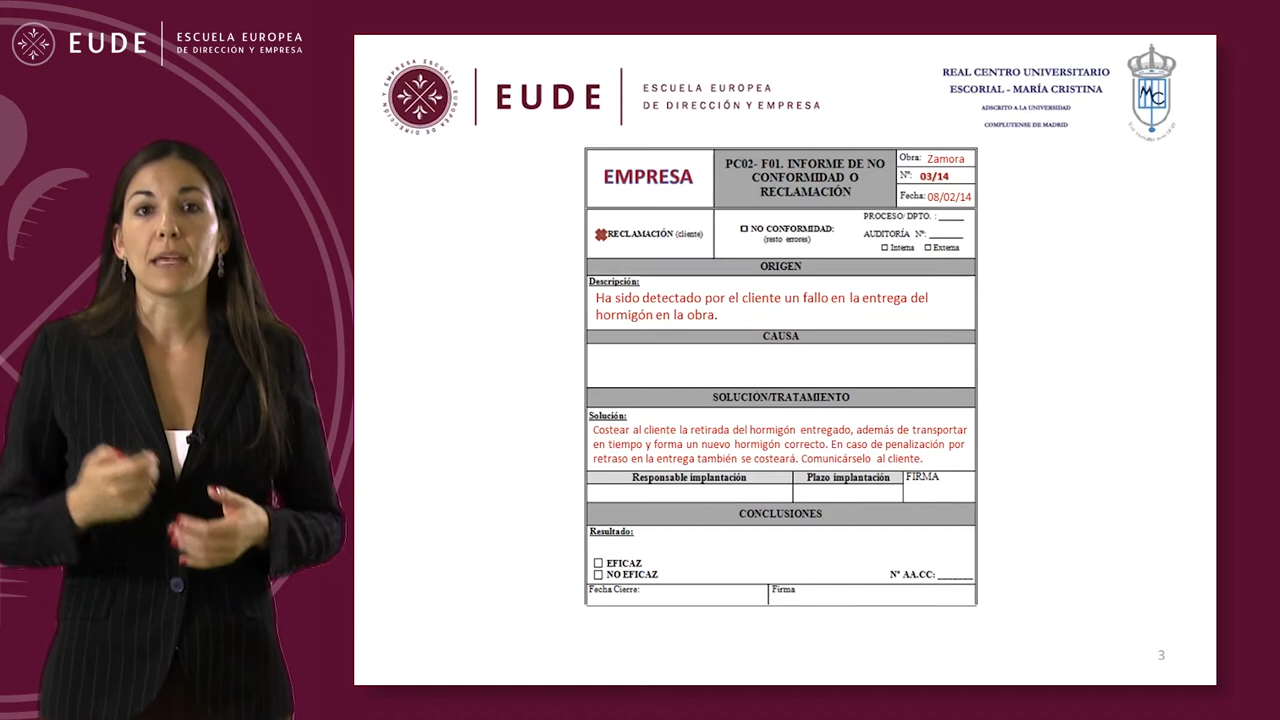 EUDE
ESCUELA EUROPEA
DE DIRECCIÓN Y EMPRESA
EUDE
ESCUELA EUROPEA
DE DIRECCIÓN Y EMPRESA
REAL CENTRO UNIVERSITARIO
ESCORIAL - MARÍA CRISTINA
ADSCRITO A LA UNIVERSIDAD
COMPLUTENSE DE MADRID
EMPRESA
PC02- F01. INFORME DE NO
CONFORMIDAD O
RECLAMACIÓN
Obra: Zamora
Nº: 03/14
Fecha: 08/02/14
RECLAMACIÓN (cliente)
NO CONFORMIDAD:
(resto errores)
PROCESO/ DPTO. : _____
AUDITORÍA Nº: _______
Interna Externa
ORIGEN
Descripción:
Ha sido detectado por el cliente un fallo en la entrega del
hormigón en la obra.
CAUSA
SOLUCIÓN/TRATAMIENTO
Solución:
Costear al cliente la retirada del hormigón entregado, además de transportar
en tiempo y forma un nuevo hormigón correcto. En caso de penalización por
retraso en la entrega también se costeará. Comunicárselo al cliente.
Responsable implantación Plazo implantación FIRMA
CONCLUSIONES
Resultado:
EFICAZ
NO EFICAZ Nº AA.CC: ______
Fecha Cierre: Firma
3